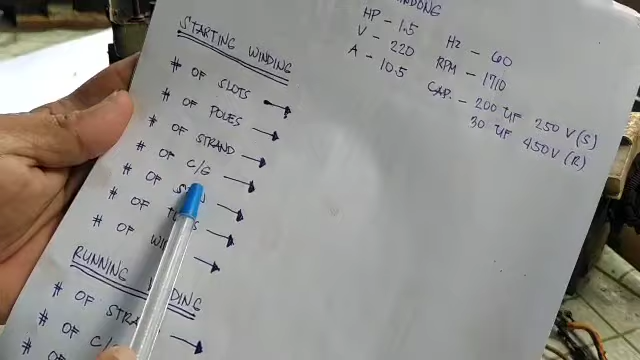 STARTING WINDING
# OF SLOTS →
# OF POLES →
# OF STRAND →
# OF C/G →
# OF →
# OF →
# OF →
RUNNING
# OF →
# OF
# OF
HP - 1.5
V - 220
A - 10.5
HZ - 60
RPM - 1710
CAP. - 200 UF 250 V (S)
30 UF 450 V (R)